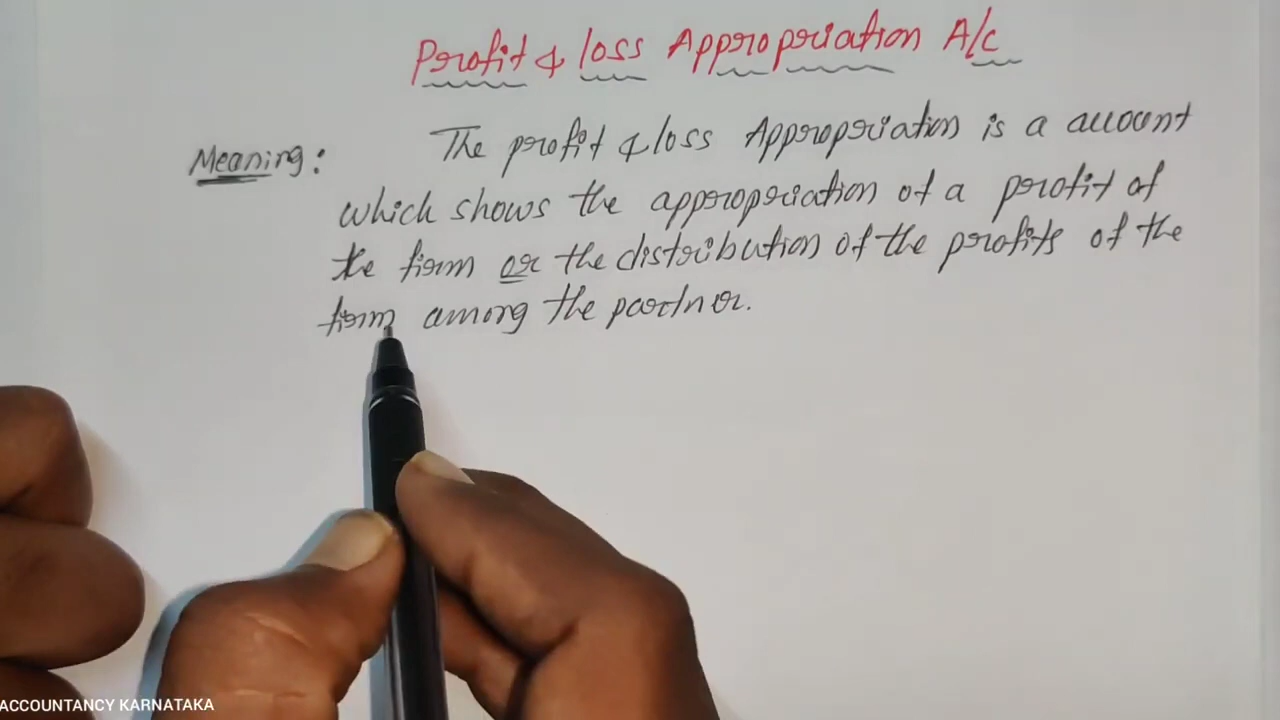 Profit & loss Appropriation A/c
Meaning: The profit & loss Appropriation is a account
which shows the appropriation of a profit of
the firm or the distribution of the profits of the
firm among the partner.
ACCOUNTANCY KARNATAKA